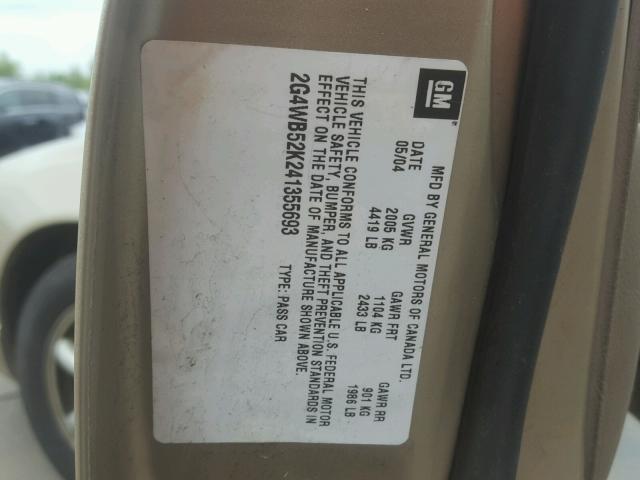 GM
MFD BY GENERAL MOTORS OF CANADA LTD.
DATE GVWR GAWR FRT GAWR RR
05/04 2005 KG 1104 KG 901 KG
4419 LB 2433 LB 1986 LB
THIS VEHICLE CONFORMS TO ALL APPLICABLE U.S. FEDERAL MOTOR
VEHICLE SAFETY, BUMPER, AND THEFT PREVENTION STANDARDS IN
EFFECT ON THE DATE OF MANUFACTURE SHOWN ABOVE.
2G4WB52K241355693 TYPE: PASS CAR